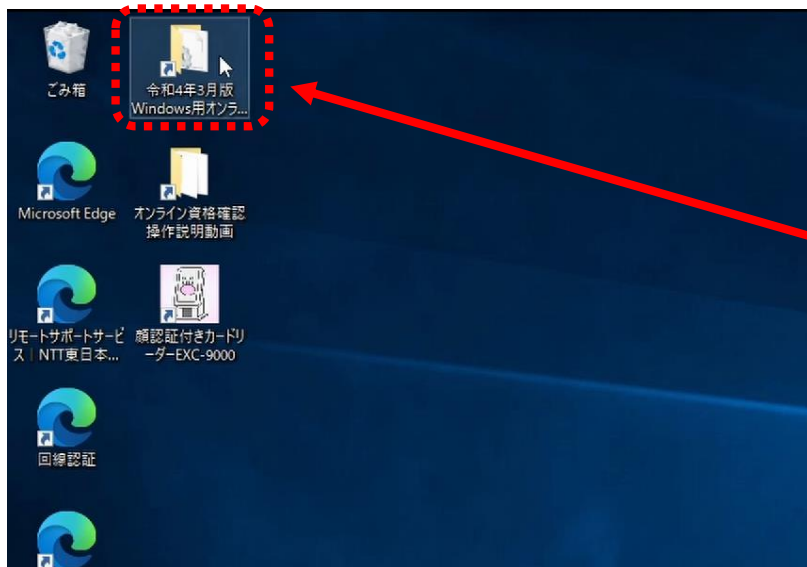 ごみ箱
令和4年3月版
Windows用オンラ...
Microsoft Edge
オンライン資格確認
操作説明動画
リモートサポートサービ
ス | NTT東日本...
顔認証付きカードリ
ーダーEXC-9000
回線認証